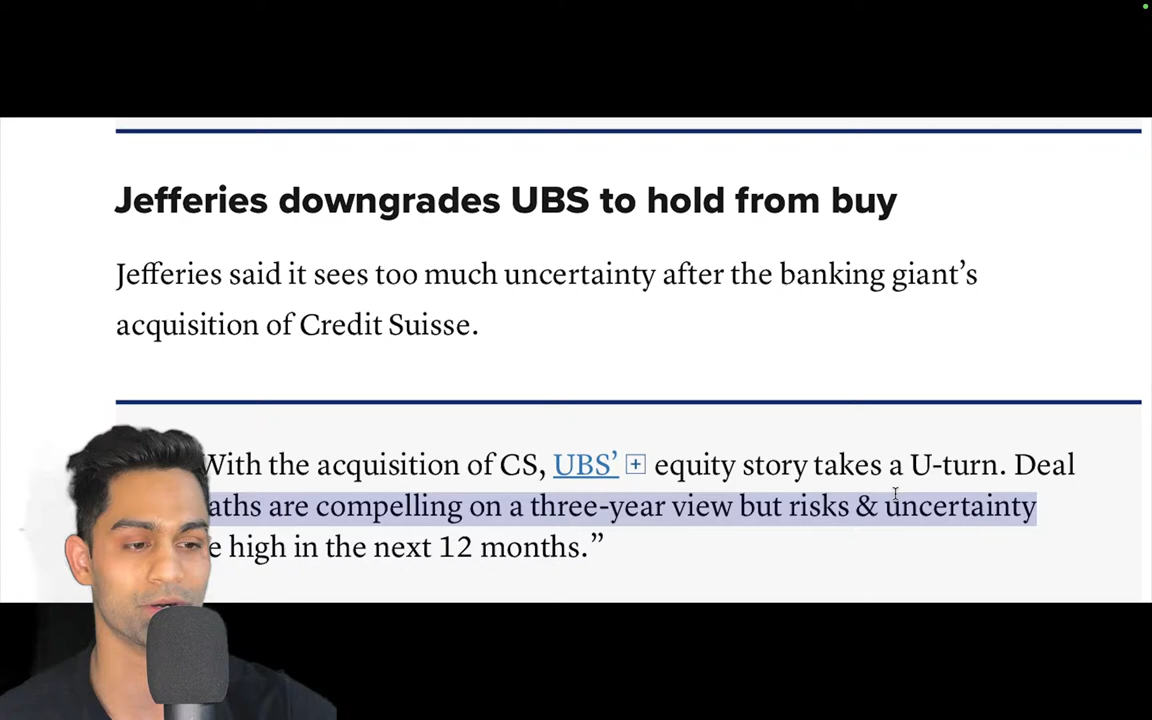 Jefferies downgrades UBS to hold from buy
Jefferies said it sees too much uncertainty after the banking giant’s
acquisition of Credit Suisse.
With the acquisition of CS, UBS’ + equity story takes a U-turn. Deal
are compelling on a three-year view but risks & uncertainty
high in the next 12 months.”